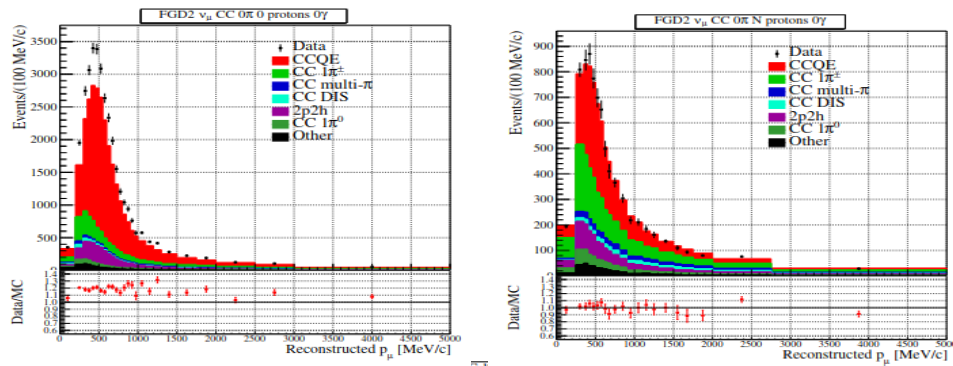 FGD2 νμ CC 0π 0 protons 0γ
Events/(100 MeV/c)
3500
3000
2500
2000
1500
1000
500
0
Data
CCQE
CC 1π±
CC multi-π
CC DIS
2p2h
CC 1π0
Other
Data/MC
1.4
1.3
1.2
1.1
1.0
0.9
0.8
0.7
0.6
0 500 1000 1500 2000 2500 3000 3500 4000 4500 5000
Reconstructed pμ [MeV/c]
FGD2 νμ CC 0π N protons 0γ
Events/(100 MeV/c)
900
800
700
600
500
400
300
200
100
Data
CCQE
CC 1π±
CC multi-π
CC DIS
2p2h
CC 1π0
Other
Data/MC
1.4
1.3
1.2
1.1
1.0
0.9
0.8
0.7
0.6
0 500 1000 1500 2000 2500 3000 3500 4000 4500 5000
Reconstructed pμ [MeV/c]